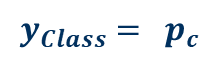 y_Class = p_c